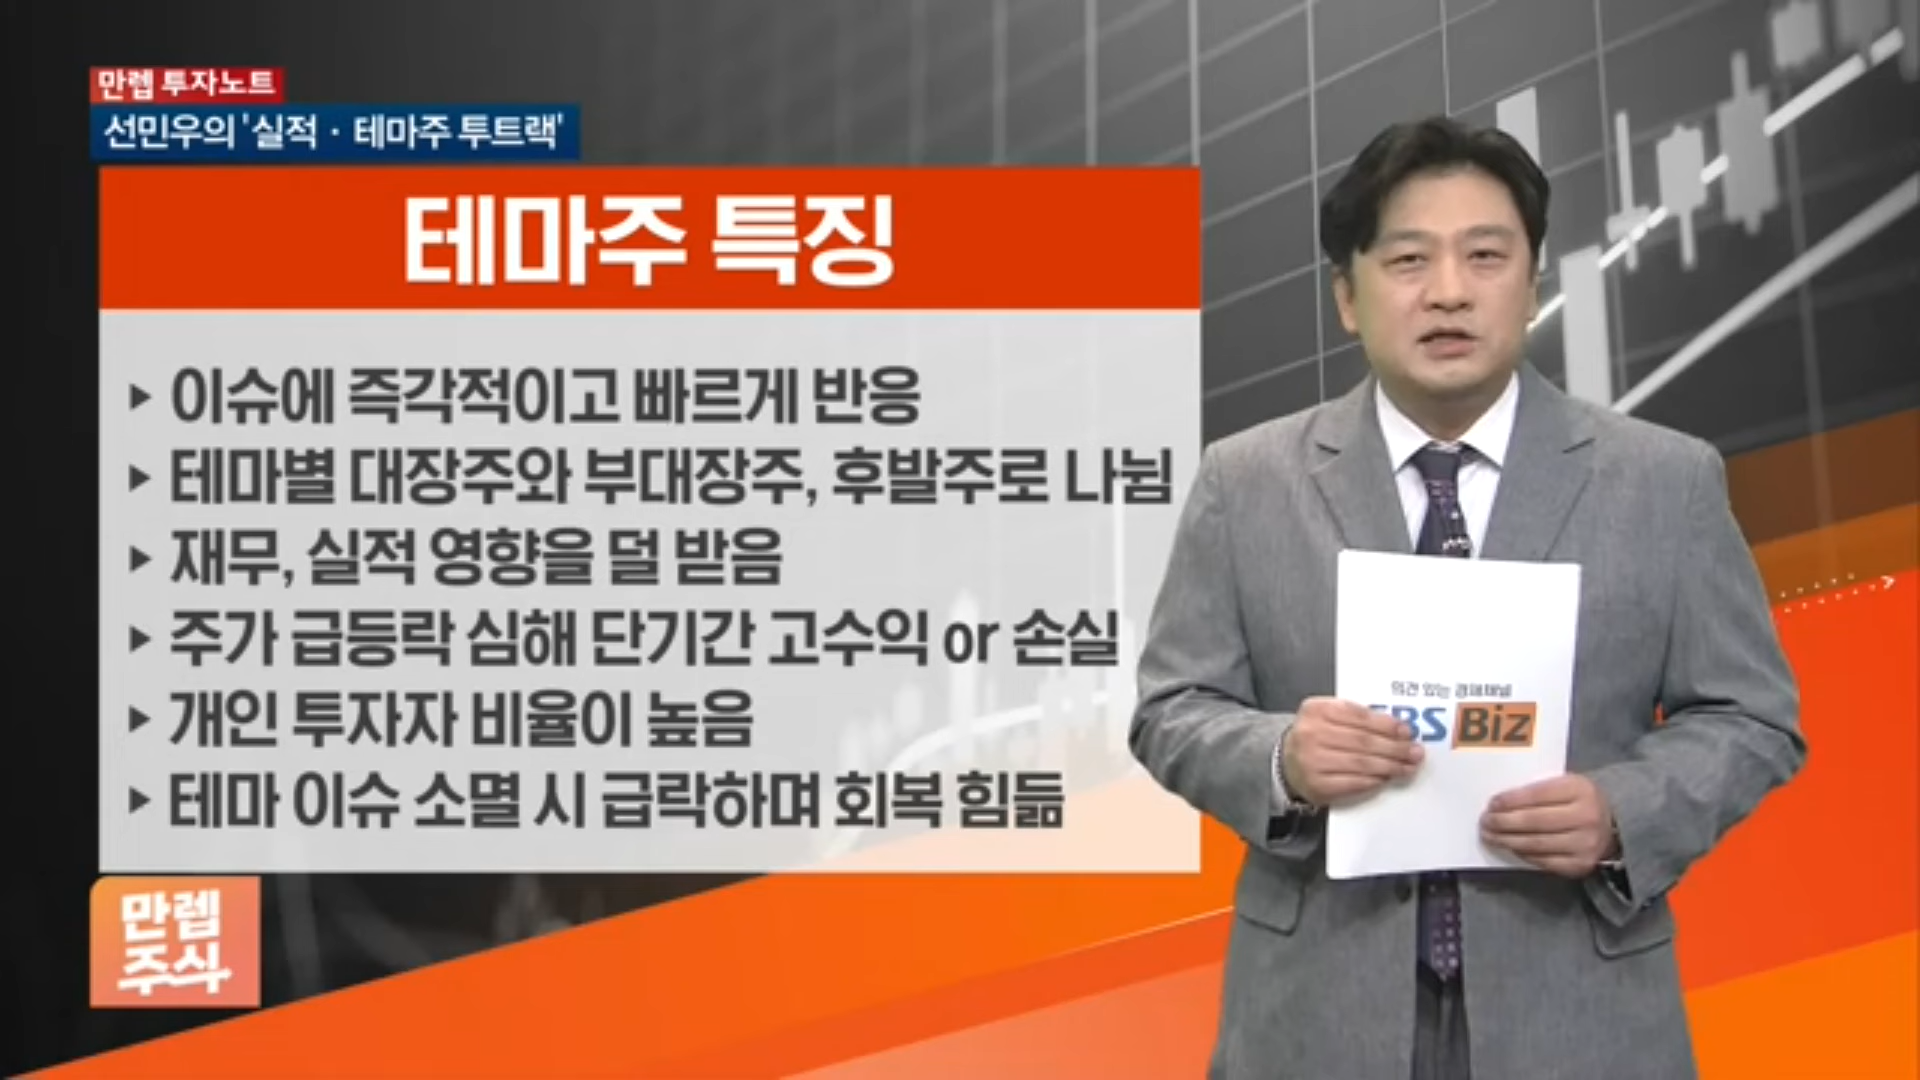 만렙 투자노트
선민우의 '실적 · 테마주 투트랙'
테마주 특징
▸ 이슈에 즉각적이고 빠르게 반응
▸ 테마별 대장주와 부대장주, 후발주로 나뉨
▸ 재무, 실적 영향을 덜 받음
▸ 주가 급등락 심해 단기간 고수익 or 손실
▸ 개인 투자자 비율이 높음
▸ 테마 이슈 소멸 시 급락하며 회복 힘듦
만렙
주식
SBS Biz